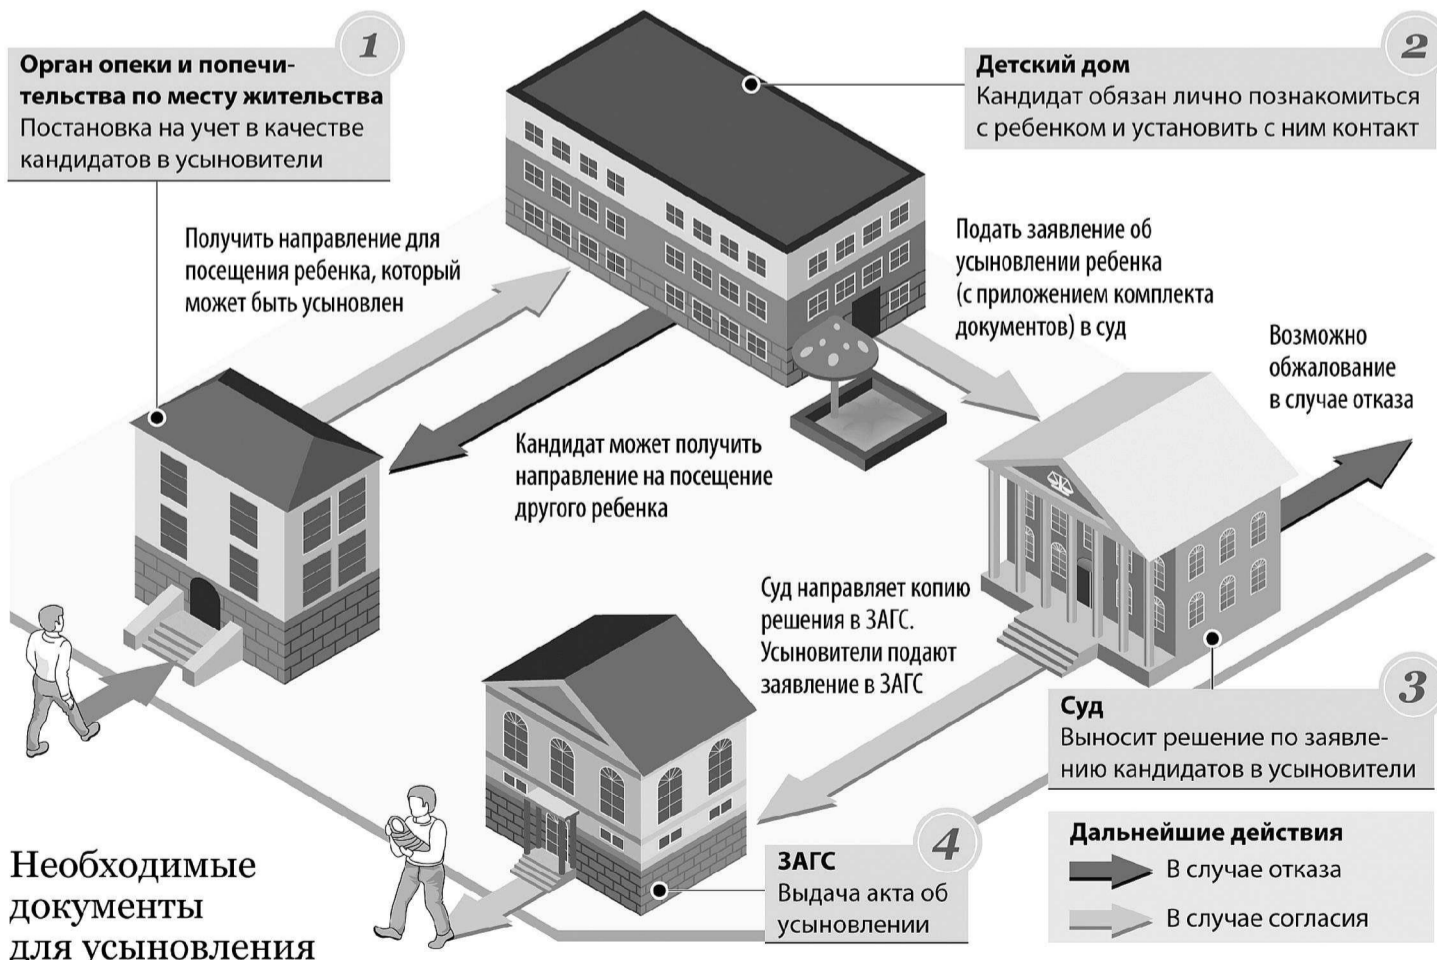 1
Орган опеки и попечи-
тельства по месту жительства
Постановка на учет в качестве
кандидатов в усыновители
2
Детский дом
Кандидат обязан лично познакомиться
с ребенком и установить с ним контакт
Получить направление для
посещения ребенка, который
может быть усыновлен
Подать заявление об
усыновлении ребенка
(с приложением комплекта
документов) в суд
Возможно
обжалование
в случае отказа
Кандидат может получить
направление на посещение
другого ребенка
Суд направляет копию
решения в ЗАГС.
Усыновители подают
заявление в ЗАГС
3
Суд
Выносит решение по заявле-
нию кандидатов в усыновители
4
ЗАГС
Выдача акта об
усыновлении
Дальнейшие действия
В случае отказа
В случае согласия
Необходимые
документы
для усыновления